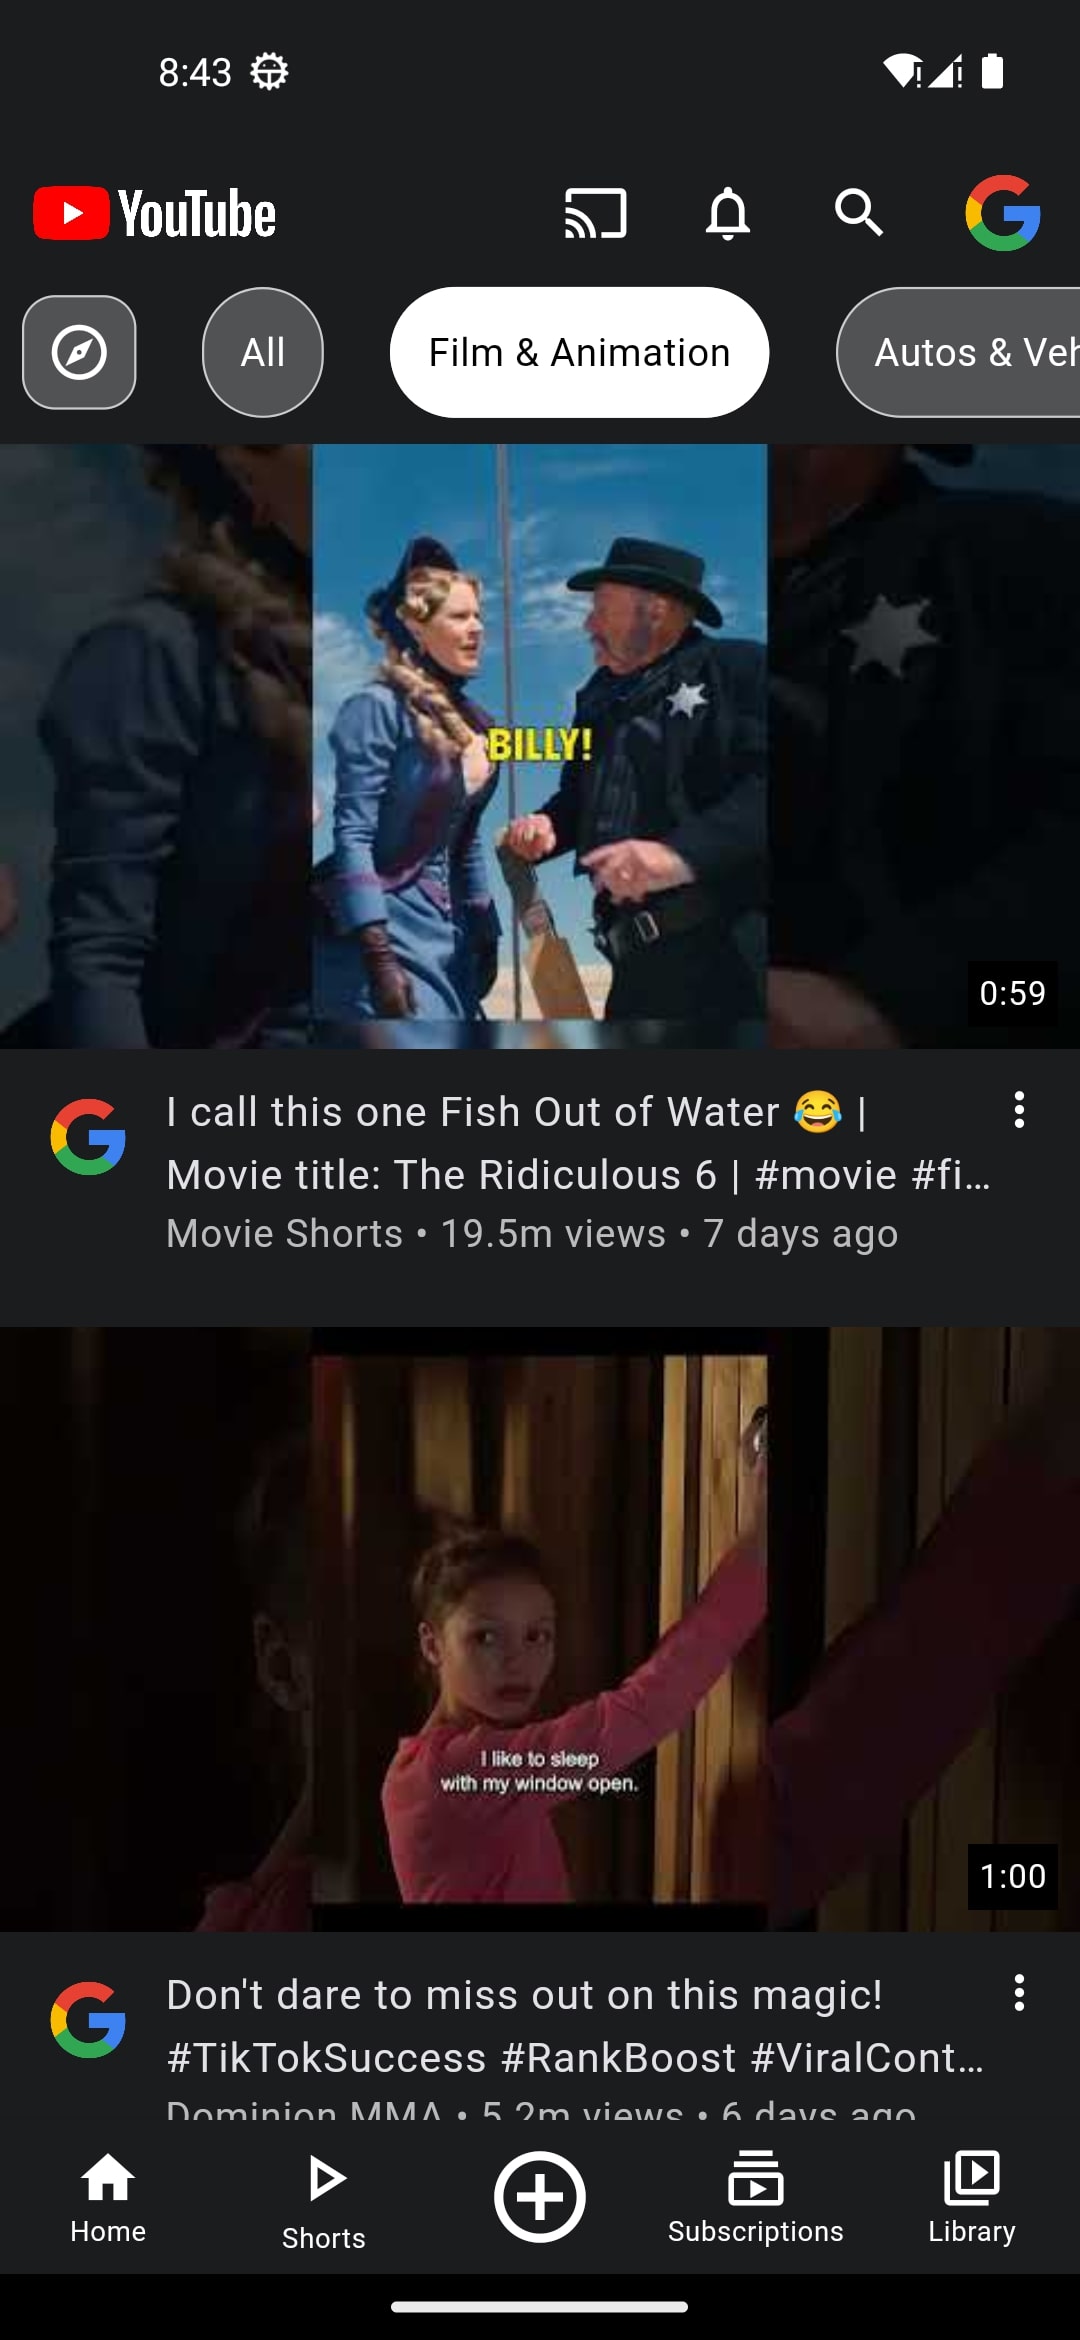 8:43
YouTube
All
Film & Animation
Autos & Veh
BILLY!
0:59
I call this one Fish Out of Water 😂 |
Movie title: The Ridiculous 6 | #movie #fi…
Movie Shorts • 19.5m views • 7 days ago
I like to sleep
with my window open.
1:00
Don't dare to miss out on this magic!
#TikTokSuccess #RankBoost #ViralCont…
Dominion MMA • 5.2m views • 6 days ago
Home
Shorts
Subscriptions
Library